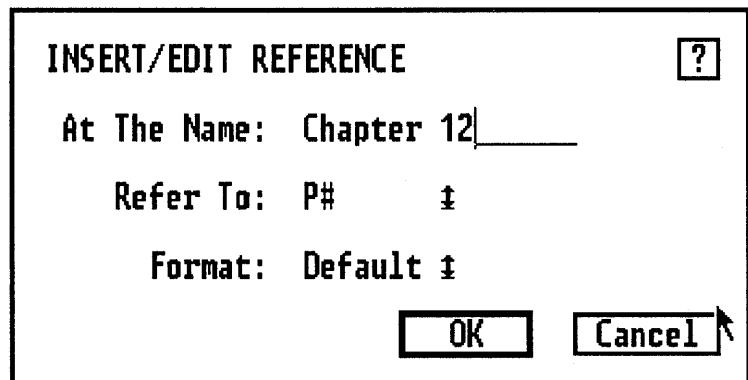 INSERT/EDIT REFERENCE ?
At The Name: Chapter 12
Refer To: P# ↕
Format: Default ↕
OK Cancel